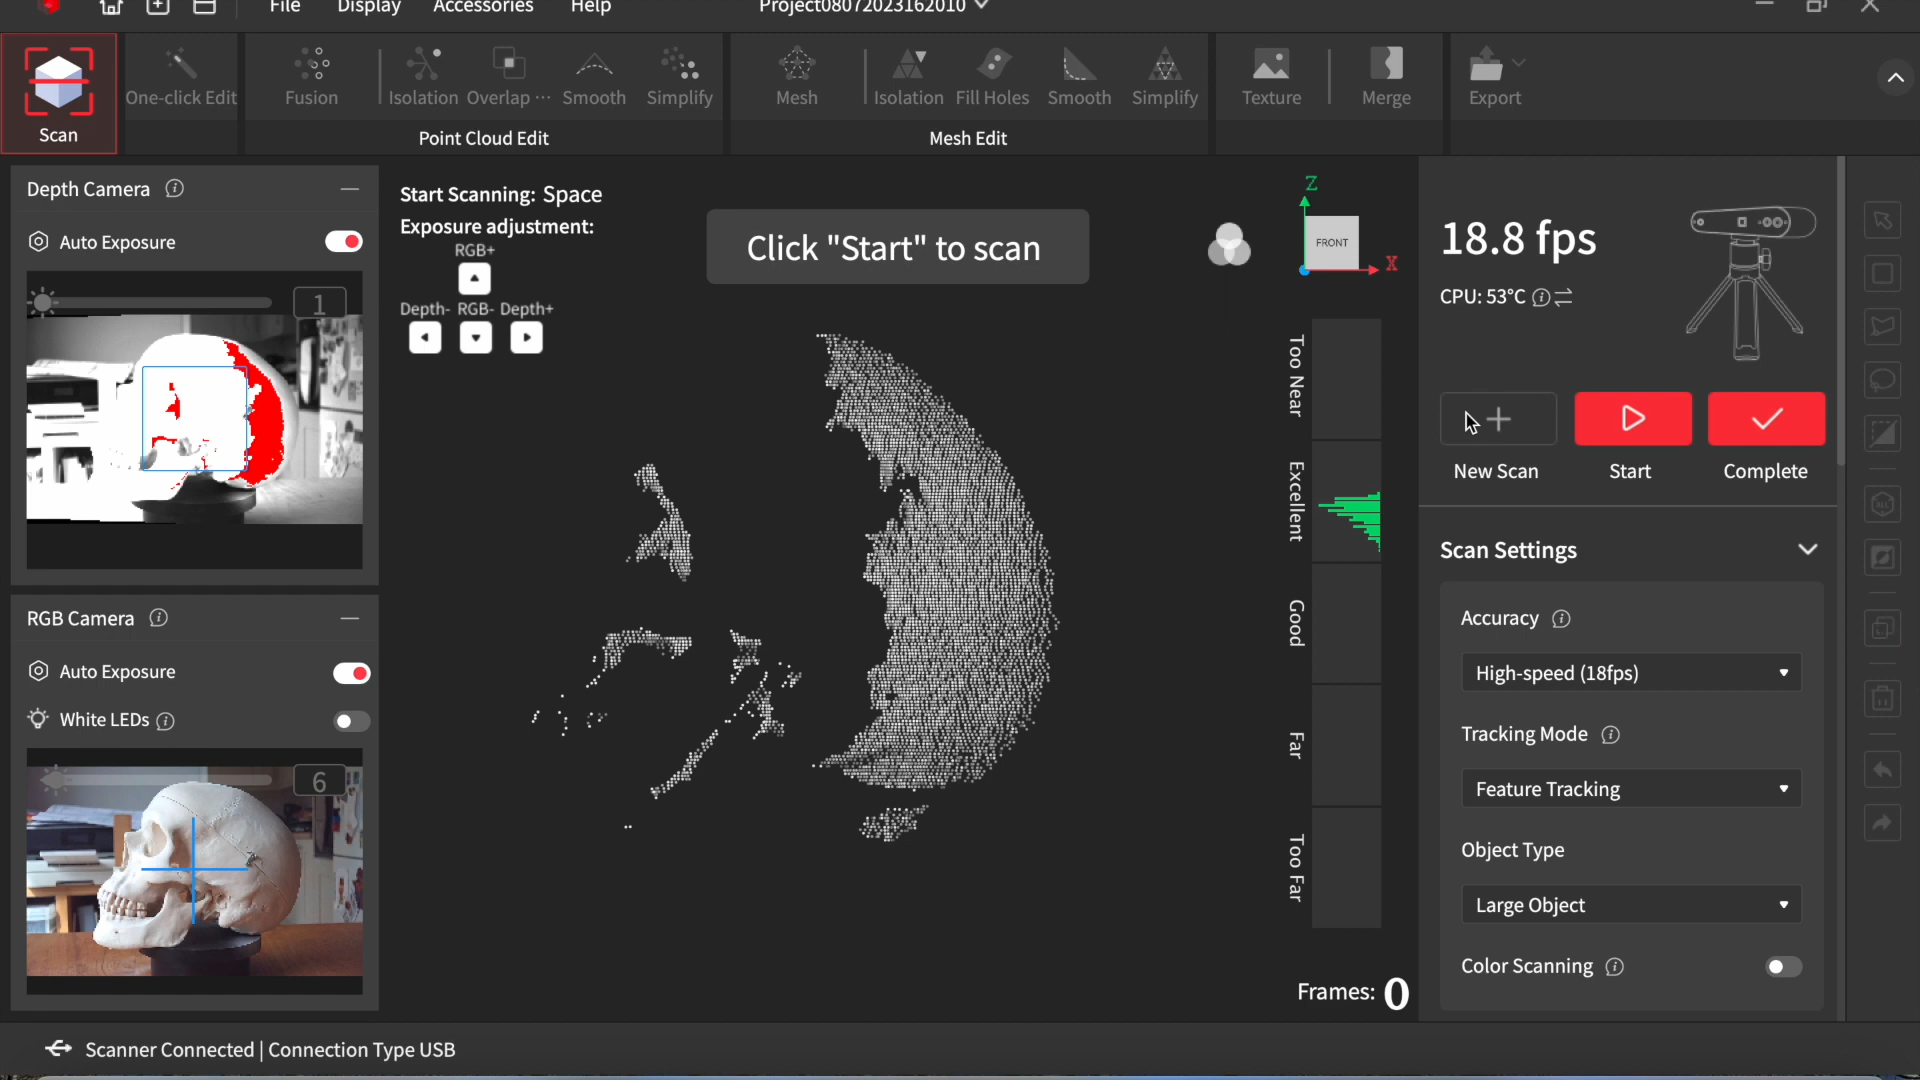 File Display Accessories Help Project08072023162010
Scan
One-click Edit
Fusion Isolation Overlap ··· Smooth Simplify
Point Cloud Edit
Mesh Isolation Fill Holes Smooth Simplify
Mesh Edit
Texture Merge Export
Depth Camera
Auto Exposure
1
RGB Camera
Auto Exposure
White LEDs
6
Start Scanning: Space
Exposure adjustment:
RGB+
Depth- RGB- Depth+
Click "Start" to scan
Z
FRONT
X
Too Near
Excellent
Good
Far
Too Far
Frames: 0
18.8 fps
CPU: 53°C
New Scan Start Complete
Scan Settings
Accuracy
High-speed (18fps)
Tracking Mode
Feature Tracking
Object Type
Large Object
Color Scanning
Scanner Connected | Connection Type USB